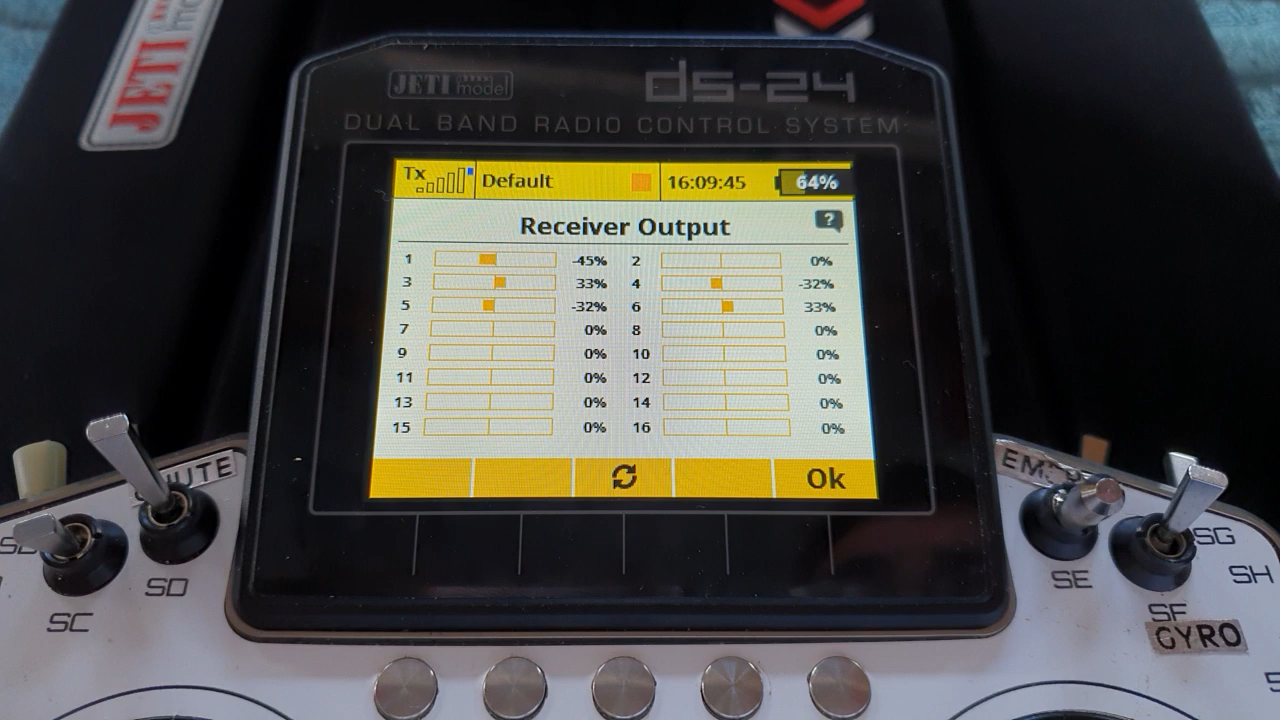 JETI model
JETI model ds-24
DUAL BAND RADIO CONTROL SYSTEM
Tx Default 16:09:45 64%
Receiver Output ?
1 -45% 2 0%
3 33% 4 -32%
5 -32% 6 33%
7 0% 8 0%
9 0% 10 0%
11 0% 12 0%
13 0% 14 0%
15 0% 16 0%
Ok
SC
SD
SE
SF
SG
SH
GYRO